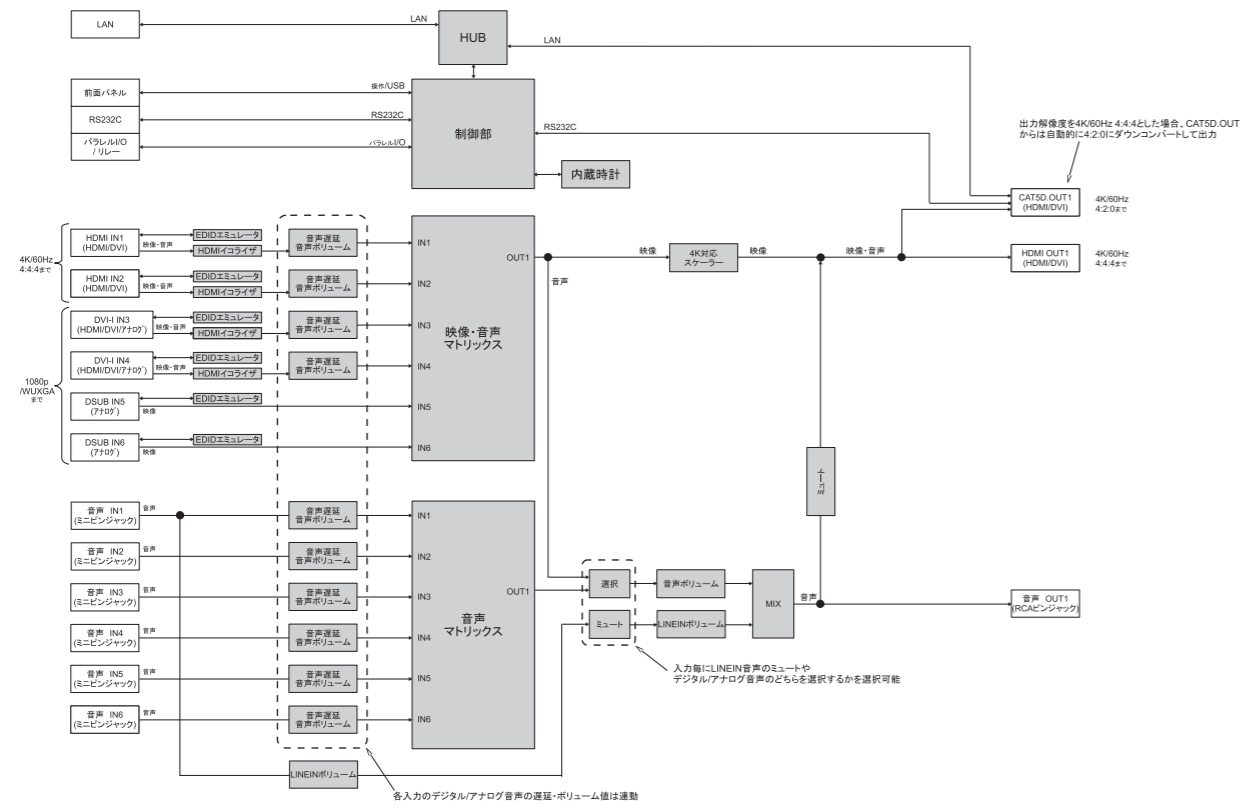 LAN
LAN
HUB
LAN
前面パネル
操作/USB
RS232C
RS232C
パラレルI/O
/ リレー
パラレルI/O
制御部
RS232C
内蔵時計
出力解像度を4K/60Hz 4:4:4とした場合、CAT5D.OUT
からは自動的に4:2:0にダウンコンバートして出力
CAT5D.OUT1
(HDMI/DVI)
4K/60Hz
4:2:0まで
HDMI OUT1
(HDMI/DVI)
4K/60Hz
4:4:4まで
4K/60Hz
4:4:4まで
HDMI IN1
(HDMI/DVI)
映像・音声
EDIDエミュレータ
HDMIイコライザ
音声遅延
音声ボリューム
IN1
HDMI IN2
(HDMI/DVI)
映像・音声
EDIDエミュレータ
HDMIイコライザ
音声遅延
音声ボリューム
IN2
1080p
/WUXGA
まで
DVI-I IN3
(HDMI/DVI/アナログ)
映像・音声
EDIDエミュレータ
HDMIイコライザ
音声遅延
音声ボリューム
IN3
DVI-I IN4
(HDMI/DVI/アナログ)
映像・音声
EDIDエミュレータ
HDMIイコライザ
音声遅延
音声ボリューム
IN4
DSUB IN5
(アナログ)
映像
EDIDエミュレータ
IN5
DSUB IN6
(アナログ)
映像
EDIDエミュレータ
IN6
映像・音声
マトリックス
OUT1
映像
音声
4K対応
スケーラー
映像
映像・音声
ミュート
音声 IN1
(ミニピンジャック)
音声
音声遅延
音声ボリューム
IN1
音声 IN2
(ミニピンジャック)
音声
音声遅延
音声ボリューム
IN2
音声 IN3
(ミニピンジャック)
音声
音声遅延
音声ボリューム
IN3
音声 IN4
(ミニピンジャック)
音声
音声遅延
音声ボリューム
IN4
音声 IN5
(ミニピンジャック)
音声
音声遅延
音声ボリューム
IN5
音声 IN6
(ミニピンジャック)
音声
音声遅延
音声ボリューム
IN6
音声
マトリックス
OUT1
選択
音声ボリューム
ミュート
LINEINボリューム
MIX
音声
音声 OUT1
(RCAピンジャック)
入力毎にLINEIN音声のミュートや
デジタル/アナログ音声のどちらを選択するかを選択可能
LINEINボリューム
各入力のデジタル/アナログ音声の遅延・ボリューム値は連動